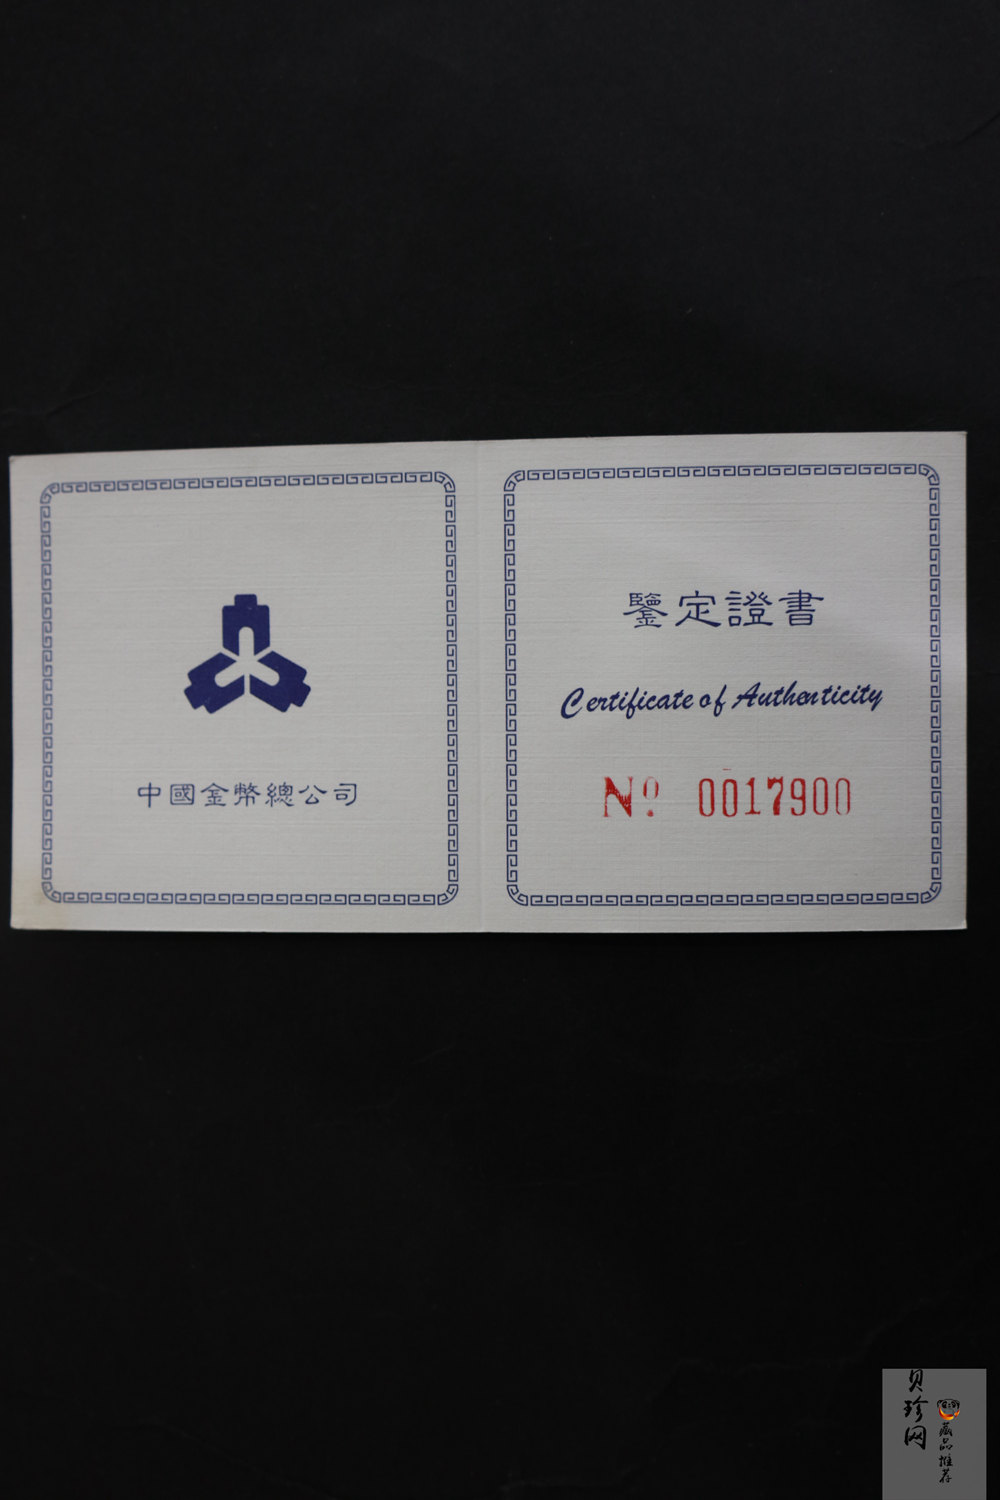 中國金幣總公司
鑒定證書
Certificate of Authenticity
Nº 0017900
贝珍网
藏品推荐